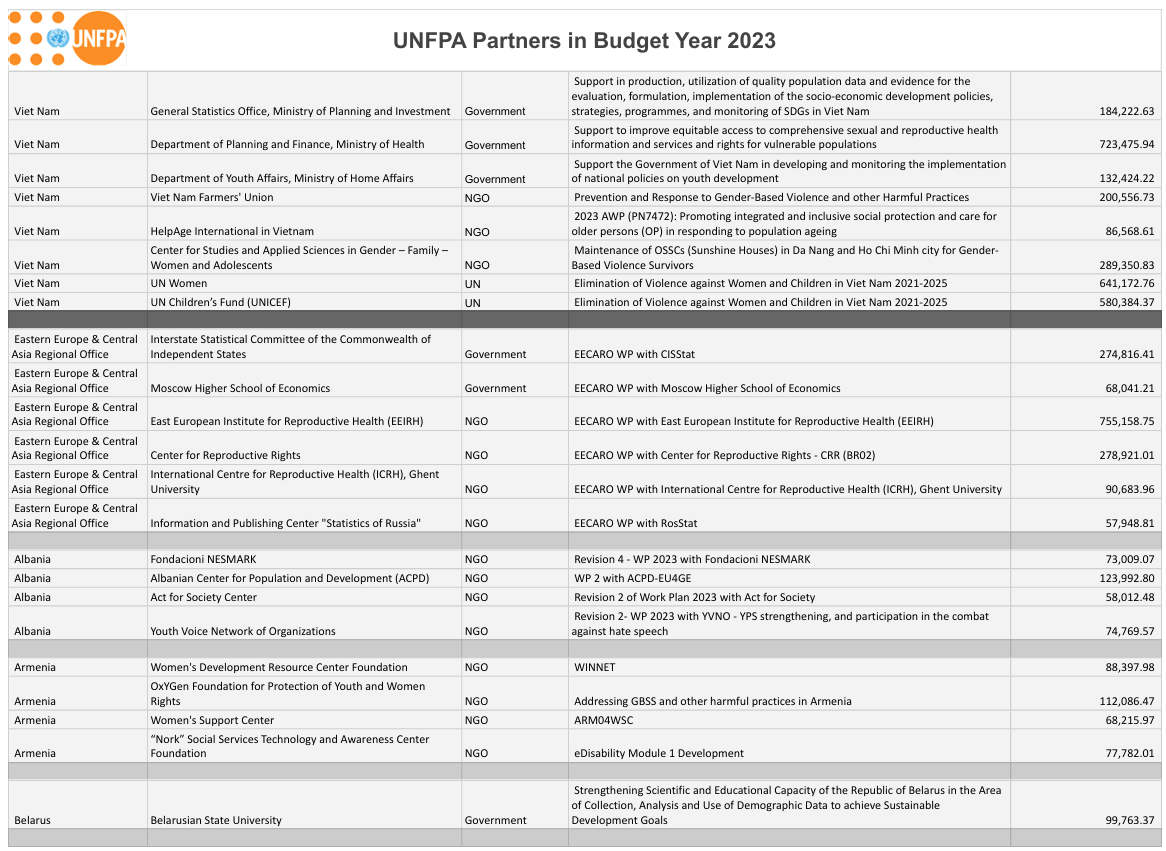 UNFPA
UNFPA Partners in Budget Year 2023
Viet Nam
General Statistics Office, Ministry of Planning and Investment
Government
Support in production, utilization of quality population data and evidence for the
evaluation, formulation, implementation of the socio-economic development policies,
strategies, programmes, and monitoring of SDGs in Viet Nam
184,222.63
Viet Nam
Department of Planning and Finance, Ministry of Health
Government
Support to improve equitable access to comprehensive sexual and reproductive health
information and services and rights for vulnerable populations
723,475.94
Viet Nam
Department of Youth Affairs, Ministry of Home Affairs
Government
Support the Government of Viet Nam in developing and monitoring the implementation
of national policies on youth development
132,424.22
Viet Nam
Viet Nam Farmers' Union
NGO
Prevention and Response to Gender-Based Violence and other Harmful Practices
200,556.73
Viet Nam
HelpAge International in Vietnam
NGO
2023 AWP (PN7472): Promoting integrated and inclusive social protection and care for
older persons (OP) in responding to population ageing
86,568.61
Viet Nam
Center for Studies and Applied Sciences in Gender – Family –
Women and Adolescents
NGO
Maintenance of OSSCs (Sunshine Houses) in Da Nang and Ho Chi Minh city for Gender-
Based Violence Survivors
289,350.83
Viet Nam
UN Women
UN
Elimination of Violence against Women and Children in Viet Nam 2021-2025
641,172.76
Viet Nam
UN Children’s Fund (UNICEF)
UN
Elimination of Violence against Women and Children in Viet Nam 2021-2025
580,384.37
Eastern Europe & Central
Asia Regional Office
Interstate Statistical Committee of the Commonwealth of
Independent States
Government
EECARO WP with CISStat
274,816.41
Eastern Europe & Central
Asia Regional Office
Moscow Higher School of Economics
Government
EECARO WP with Moscow Higher School of Economics
68,041.21
Eastern Europe & Central
Asia Regional Office
East European Institute for Reproductive Health (EEIRH)
NGO
EECARO WP with East European Institute for Reproductive Health (EEIRH)
755,158.75
Eastern Europe & Central
Asia Regional Office
Center for Reproductive Rights
NGO
EECARO WP with Center for Reproductive Rights - CRR (BR02)
278,921.01
Eastern Europe & Central
Asia Regional Office
International Centre for Reproductive Health (ICRH), Ghent
University
NGO
EECARO WP with International Centre for Reproductive Health (ICRH), Ghent University
90,683.96
Eastern Europe & Central
Asia Regional Office
Information and Publishing Center "Statistics of Russia"
NGO
EECARO WP with RosStat
57,948.81
Albania
Fondacioni NESMARK
NGO
Revision 4 - WP 2023 with Fondacioni NESMARK
73,009.07
Albania
Albanian Center for Population and Development (ACPD)
NGO
WP 2 with ACPD-EU4GE
123,992.80
Albania
Act for Society Center
NGO
Revision 2 of Work Plan 2023 with Act for Society
58,012.48
Albania
Youth Voice Network of Organizations
NGO
Revision 2- WP 2023 with YVNO - YPS strengthening, and participation in the combat
against hate speech
74,769.57
Armenia
Women's Development Resource Center Foundation
NGO
WINNET
88,397.98
Armenia
OxYGen Foundation for Protection of Youth and Women
Rights
NGO
Addressing GBSS and other harmful practices in Armenia
112,086.47
Armenia
Women's Support Center
NGO
ARM04WSC
68,215.97
Armenia
“Nork” Social Services Technology and Awareness Center
Foundation
NGO
eDisability Module 1 Development
77,782.01
Belarus
Belarusian State University
Government
Strengthening Scientific and Educational Capacity of the Republic of Belarus in the Area
of Collection, Analysis and Use of Demographic Data to achieve Sustainable
Development Goals
99,763.37